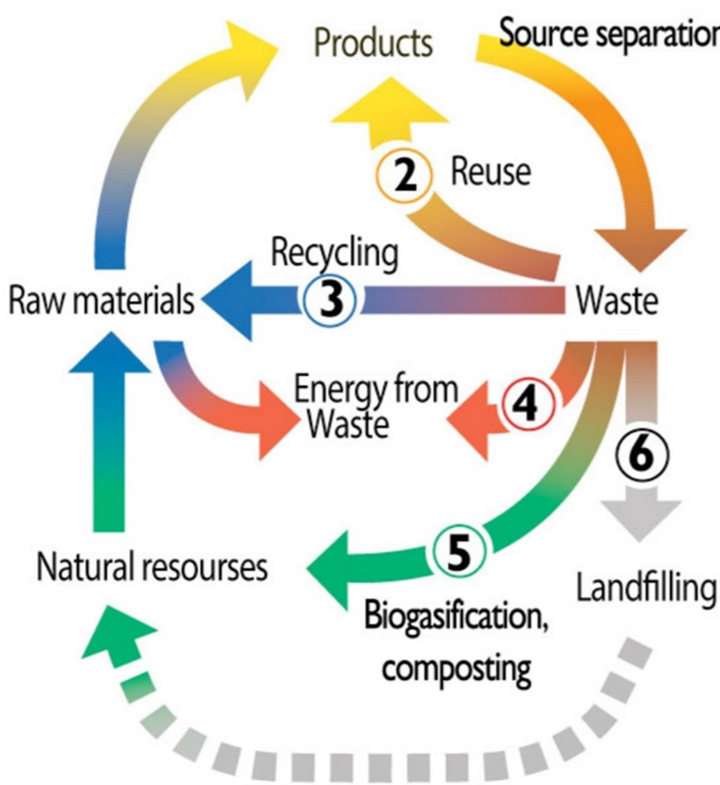 Products
Source separation
2
Reuse
Recycling
3
Raw materials
Waste
Energy from
Waste
4
6
5
Natural resourses
Landfilling
Biogasification,
composting